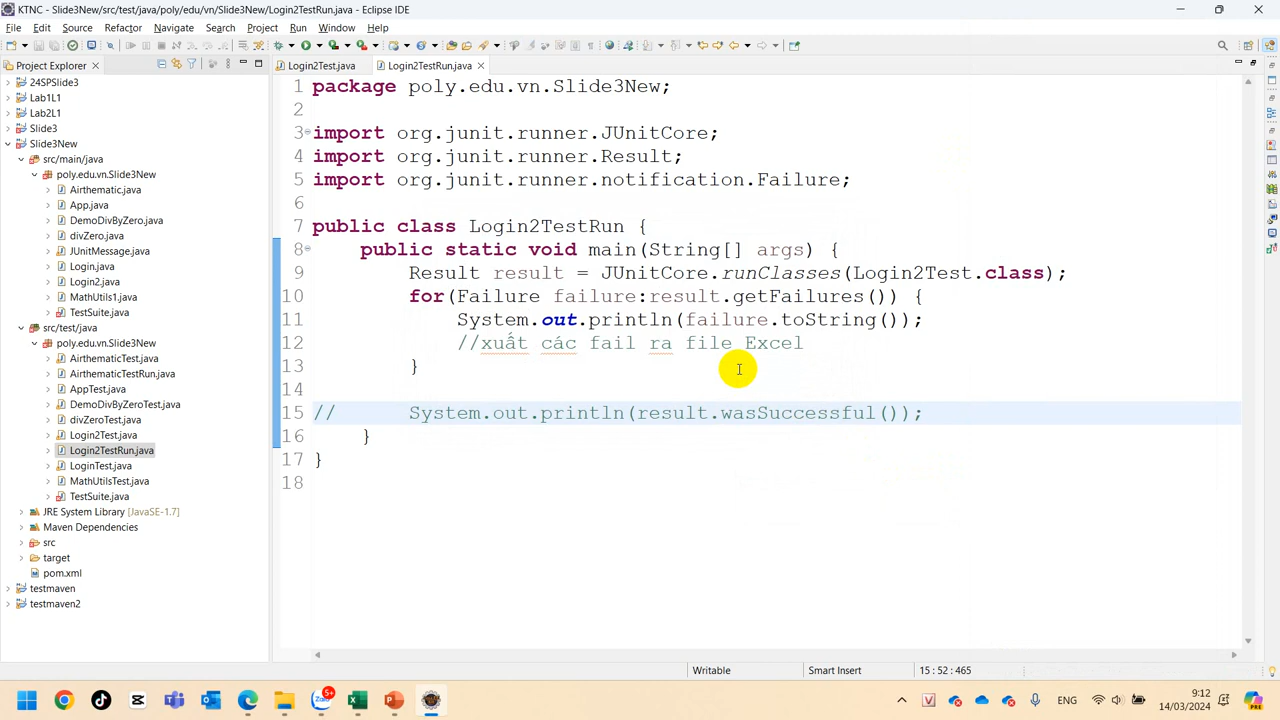 KTNC - Slide3New/src/test/java/poly/edu/vn/Slide3New/Login2TestRun.java - Eclipse IDE
File Edit Source Refactor Navigate Search Project Run Window Help
Project Explorer
24SPSlide3
Lab1L1
Lab2L1
Slide3
Slide3New
src/main/java
poly.edu.vn.Slide3New
Airthematic.java
App.java
DemoDivByZero.java
divZero.java
JUnitMessage.java
Login.java
Login2.java
MathUtils1.java
TestSuite.java
src/test/java
poly.edu.vn.Slide3New
AirthematicTest.java
AirthematicTestRun.java
AppTest.java
DemoDivByZeroTest.java
divZeroTest.java
Login2Test.java
Login2TestRun.java
LoginTest.java
MathUtilsTest.java
TestSuite.java
JRE System Library [JavaSE-1.7]
Maven Dependencies
src
target
pom.xml
testmaven
testmaven2
Login2Test.java Login2TestRun.java
1 package poly.edu.vn.Slide3New;
2
3 import org.junit.runner.JUnitCore;
4 import org.junit.runner.Result;
5 import org.junit.runner.notification.Failure;
6
7 public class Login2TestRun {
8 public static void main(String[] args) {
9 Result result = JUnitCore.runClasses(Login2Test.class);
10 for(Failure failure:result.getFailures()) {
11 System.out.println(failure.toString());
12 //xuất các fail ra file Excel
13 }
14
15 // System.out.println(result.wasSuccessful());
16 }
17 }
18
Writable Smart Insert 15 : 52 : 465
5+ ENG 9:12
14/03/2024
PRE